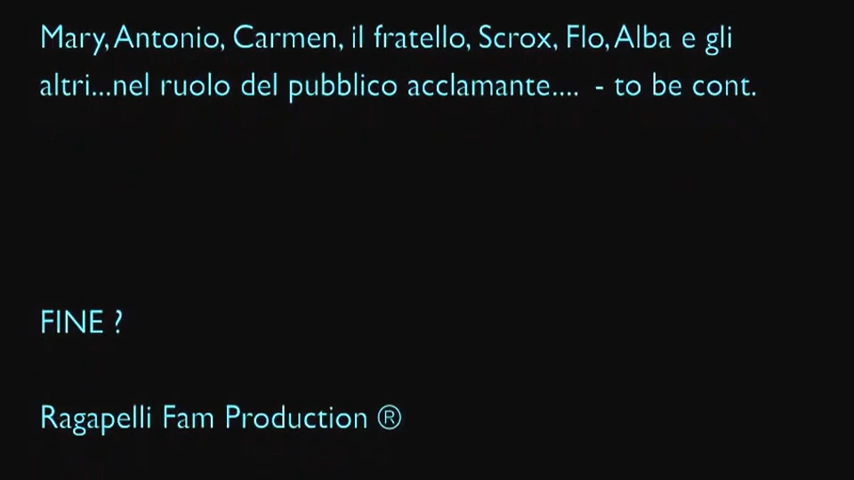 Mary, Antonio, Carmen, il fratello, Scrox, Flo, Alba e gli
altri...nel ruolo del pubblico acclamante.... - to be cont.
FINE ?
Ragapelli Fam Production ®